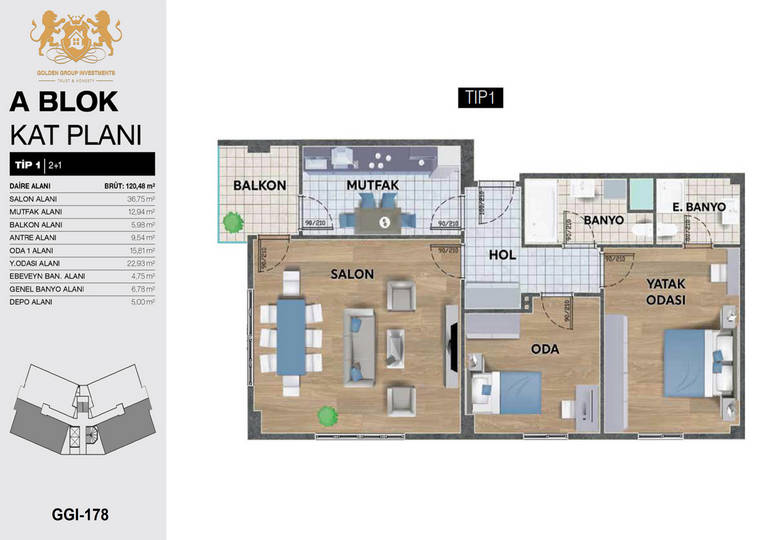 GOLDEN GROUP INVESTMENTS
TRUST & HONESTY
A BLOK
KAT PLANI
TİP 1 | 2+1
DAİRE ALANI BRÜT: 120,48 m²
SALON ALANI 36,75 m²
MUTFAK ALANI 12,94 m²
BALKON ALANI 5,98 m²
ANTRE ALANI 9,54 m²
ODA 1 ALANI 15,81 m²
Y.ODASI ALANI 22,93 m²
EBEVEYN BAN. ALANI 4,75 m²
GENEL BANYO ALANI 6,78 m²
DEPO ALANI 5,00 m²
GGI-178
TIP1
BALKON
MUTFAK
90/210
90/210
100/210
BANYO
90/210
E. BANYO
80/210
HOL
90/210
SALON
90/210
90/210
YATAK
ODASI
90/210
ODA